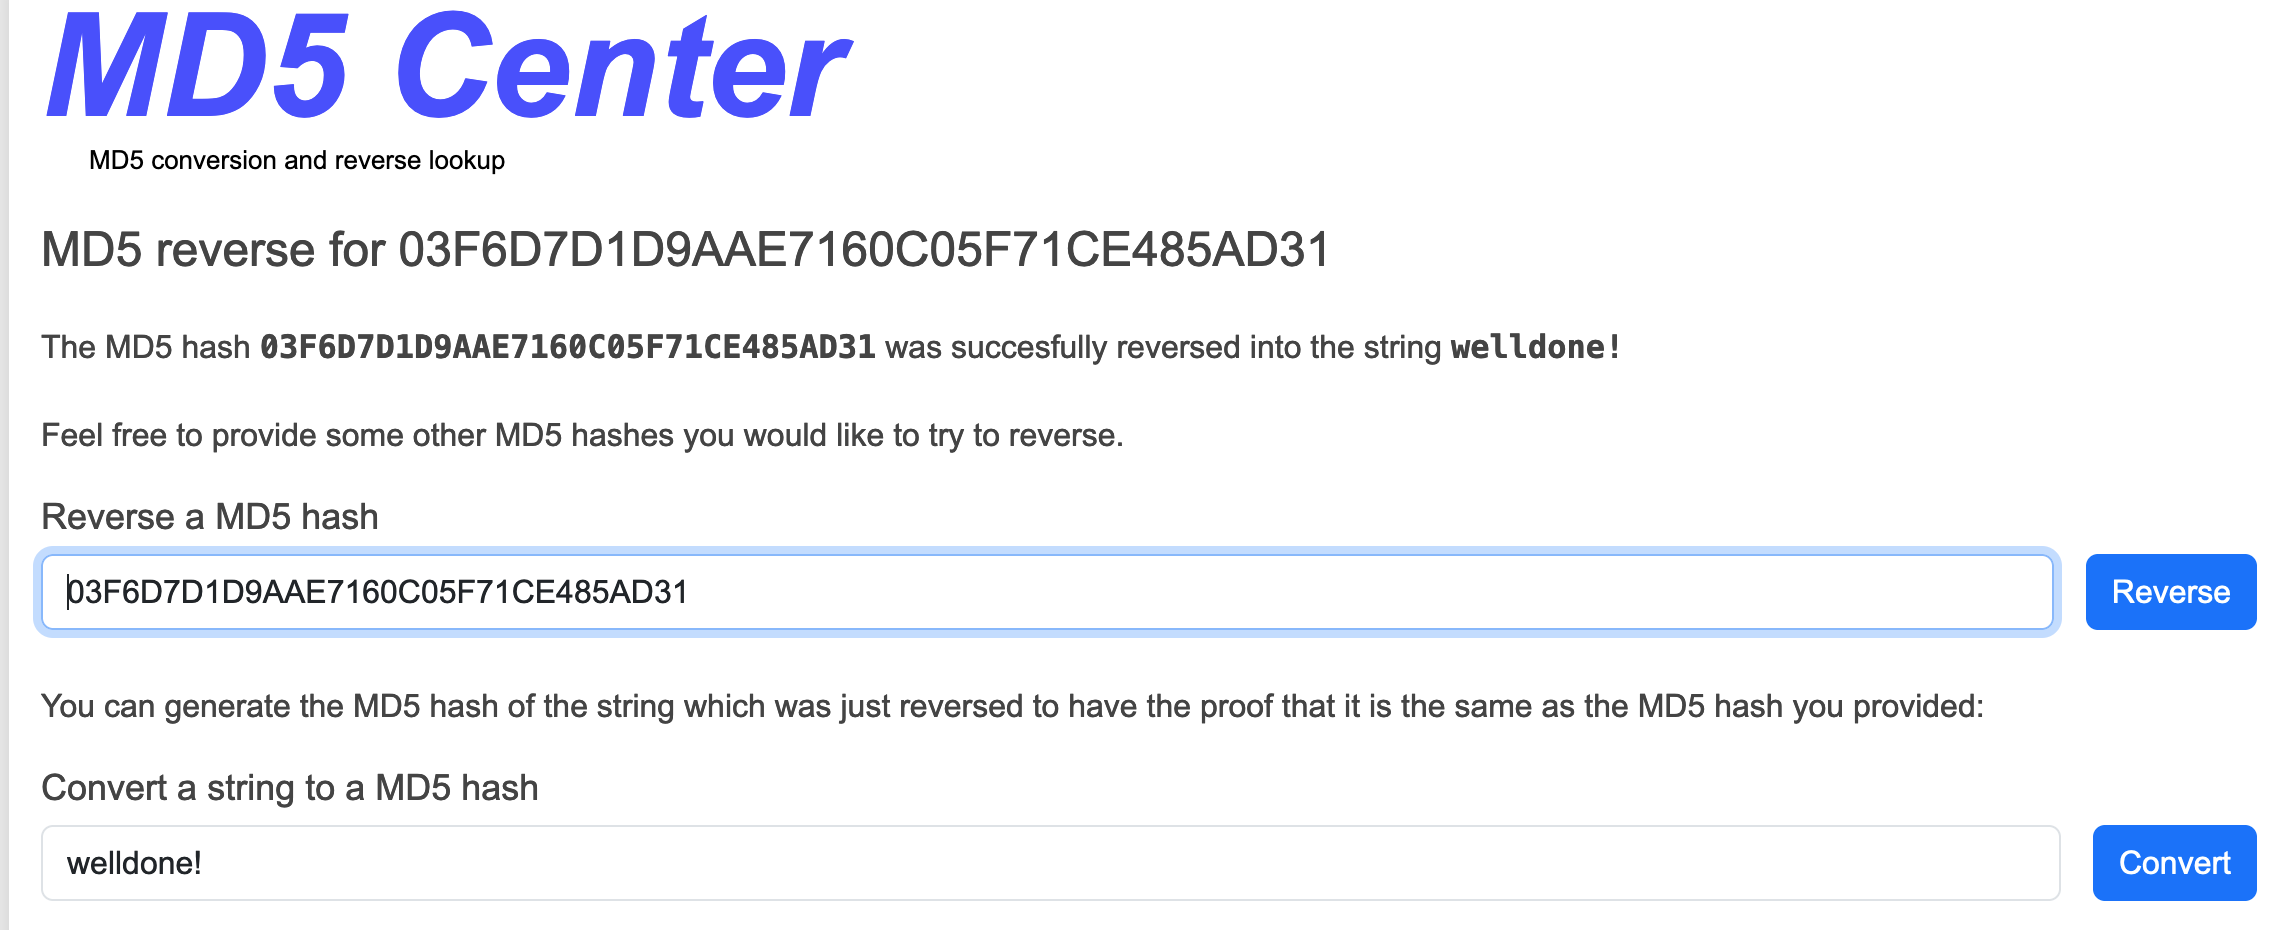 MD5 Center
MD5 conversion and reverse lookup
MD5 reverse for 03F6D7D1D9AAE7160C05F71CE485AD31
The MD5 hash 03F6D7D1D9AAE7160C05F71CE485AD31 was succesfully reversed into the string welldone!
Feel free to provide some other MD5 hashes you would like to try to reverse.
Reverse a MD5 hash
03F6D7D1D9AAE7160C05F71CE485AD31 Reverse
You can generate the MD5 hash of the string which was just reversed to have the proof that it is the same as the MD5 hash you provided:
Convert a string to a MD5 hash
welldone! Convert